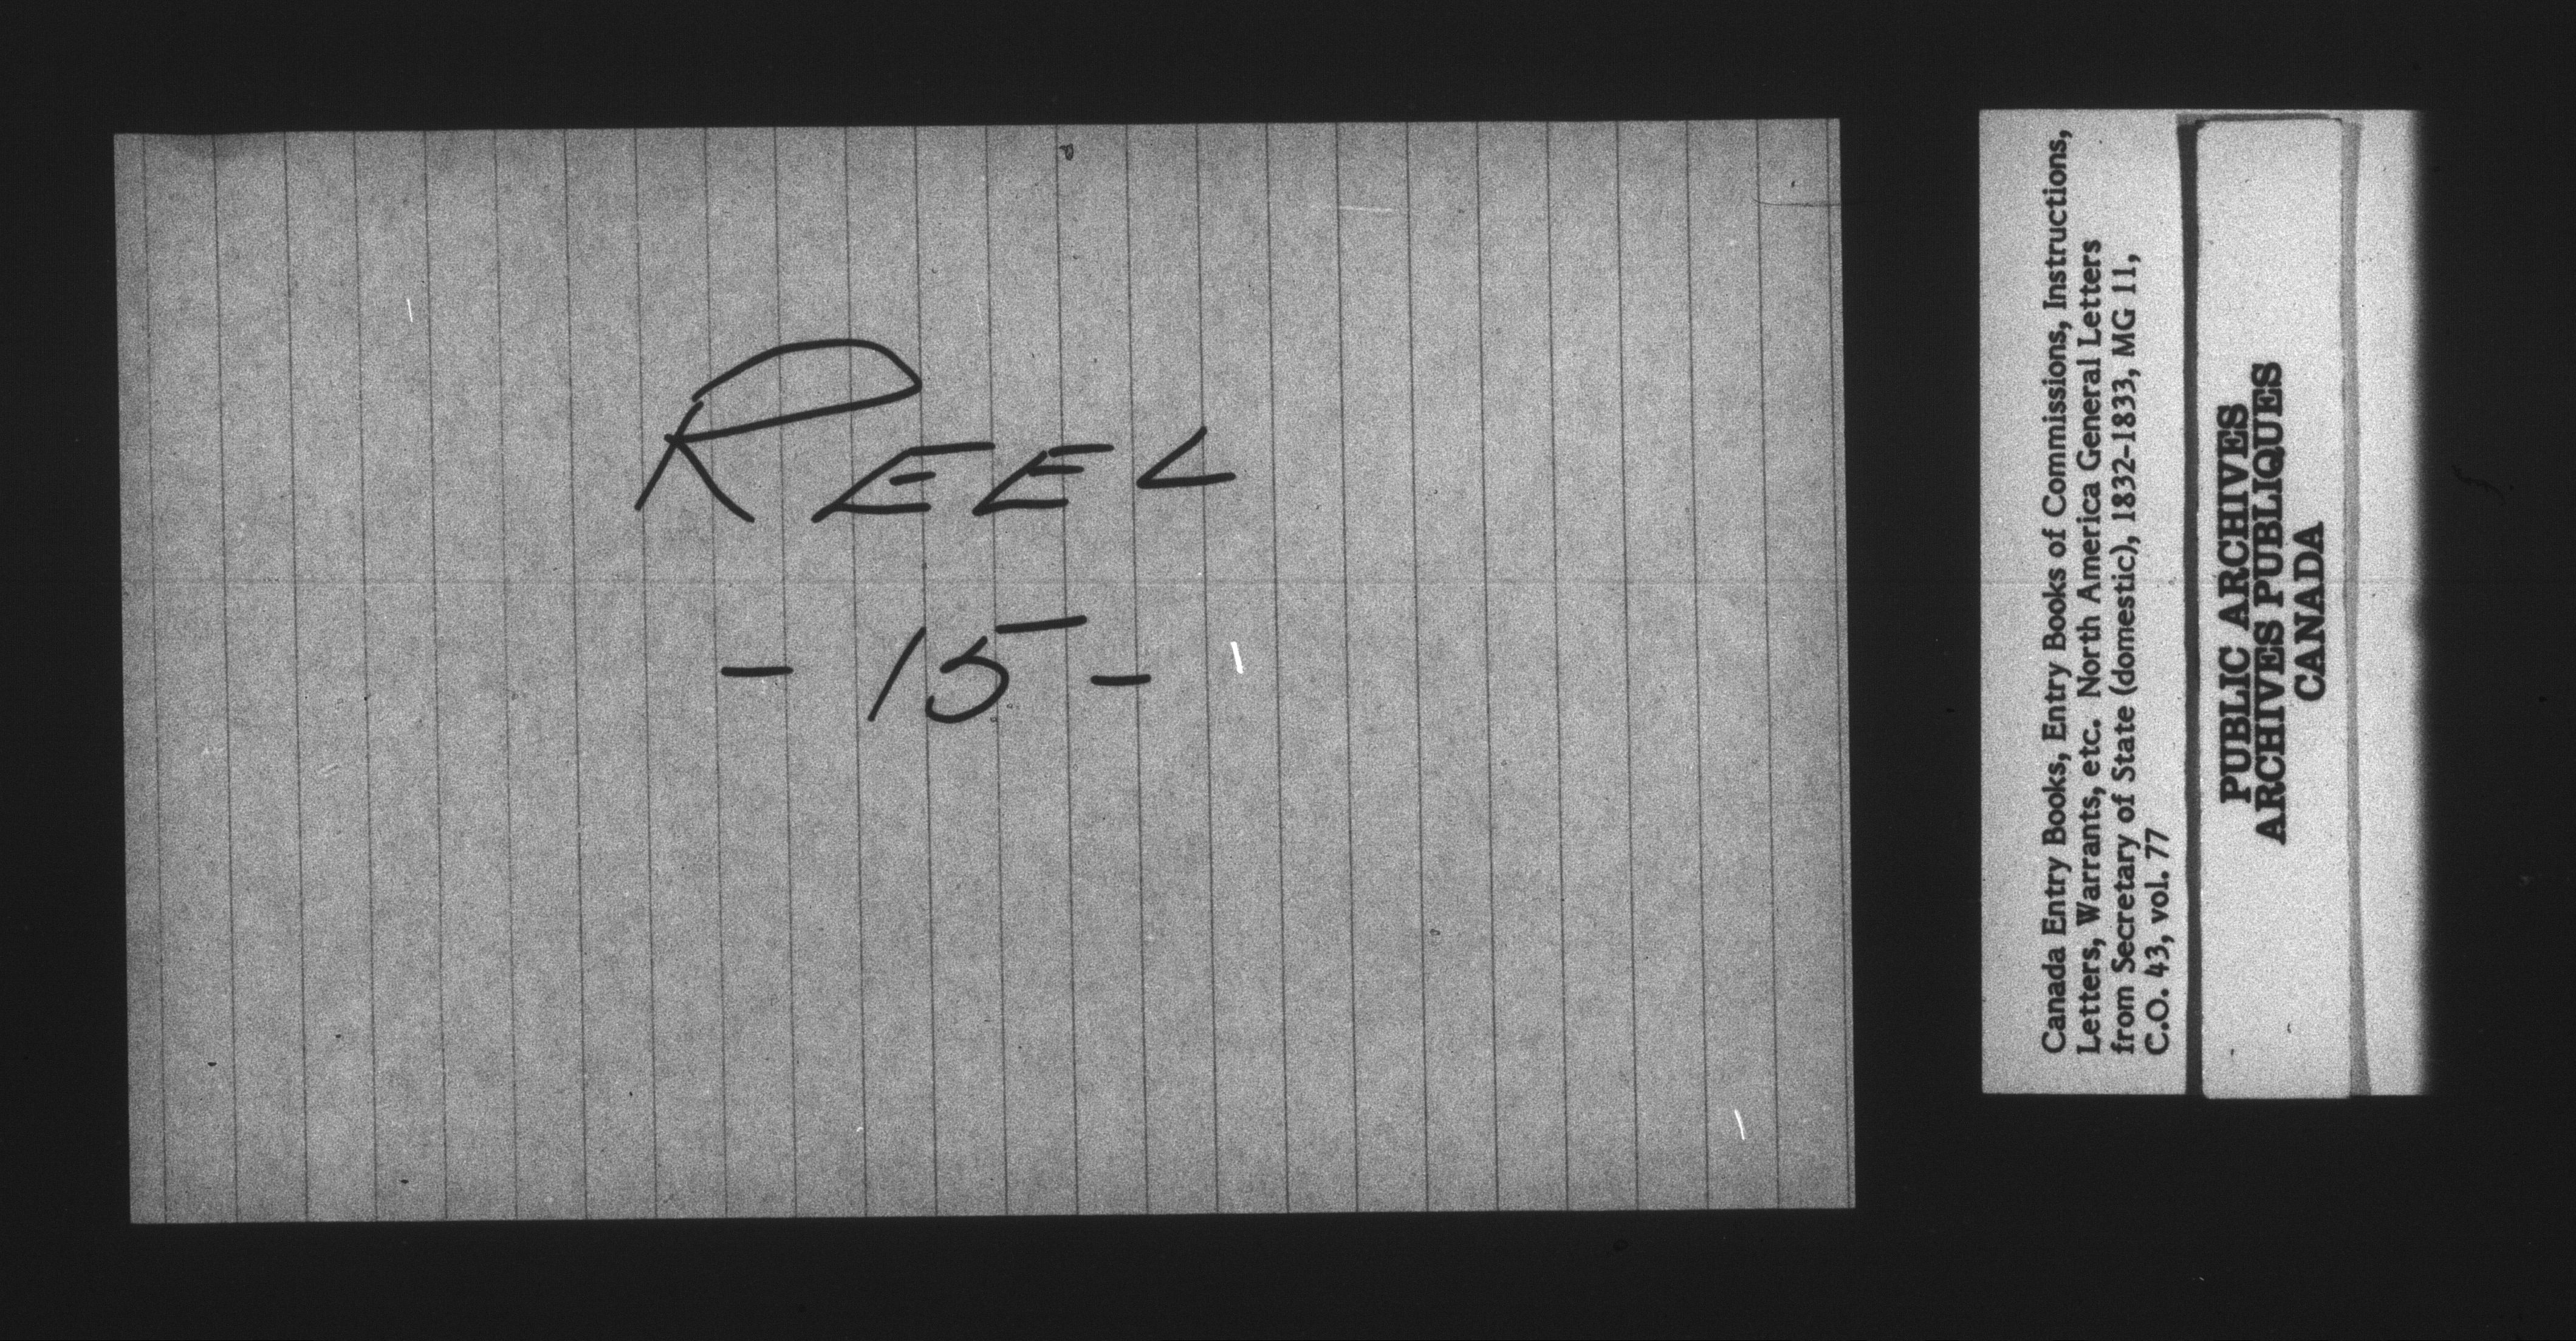 REEL
- 15 -
Canada Entry Books, Entry Books of Commissions, Instructions,
Letters, Warrants, etc. North America General Letters
from Secretary of State (domestic), 1832-1833, MG 11,
C.O. 43, vol. 77
PUBLIC ARCHIVES
ARCHIVES PUBLIQUES
CANADA